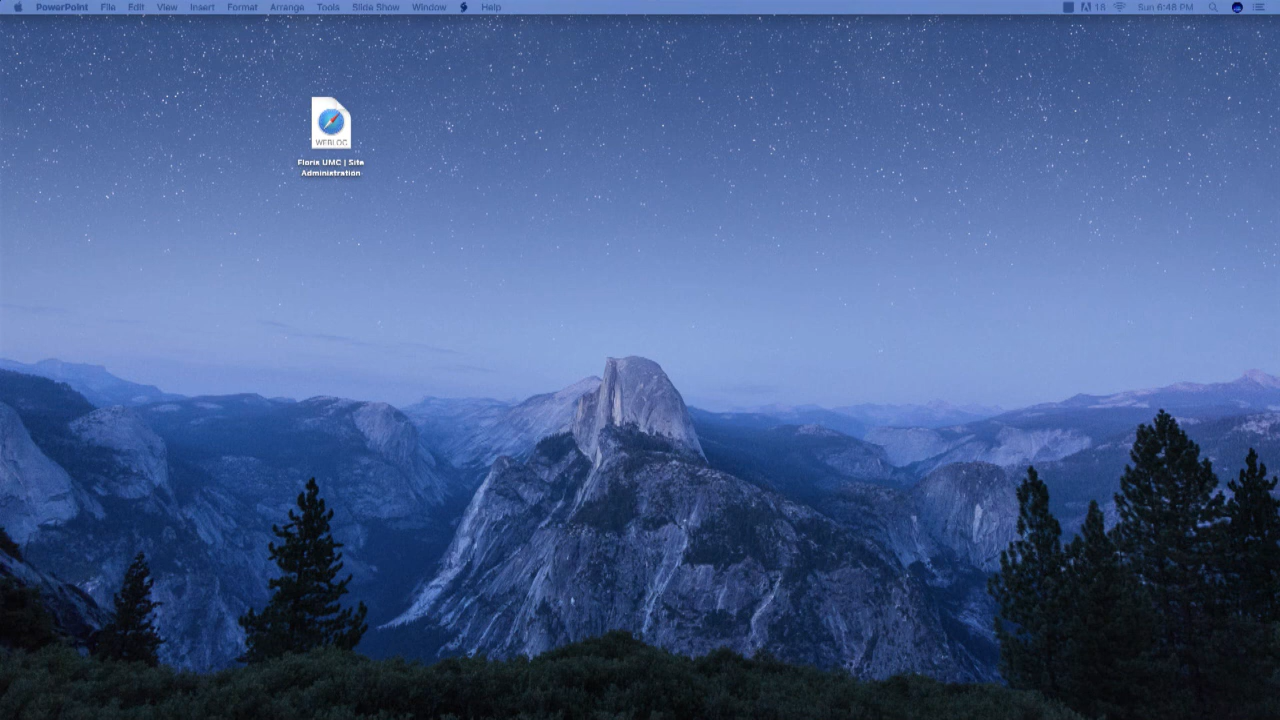 PowerPoint File Edit View Insert Format Arrange Tools Slide Show Window Help 18 Sun 6:48 PM
WEBLOC
Floris UMC | Site
Administration